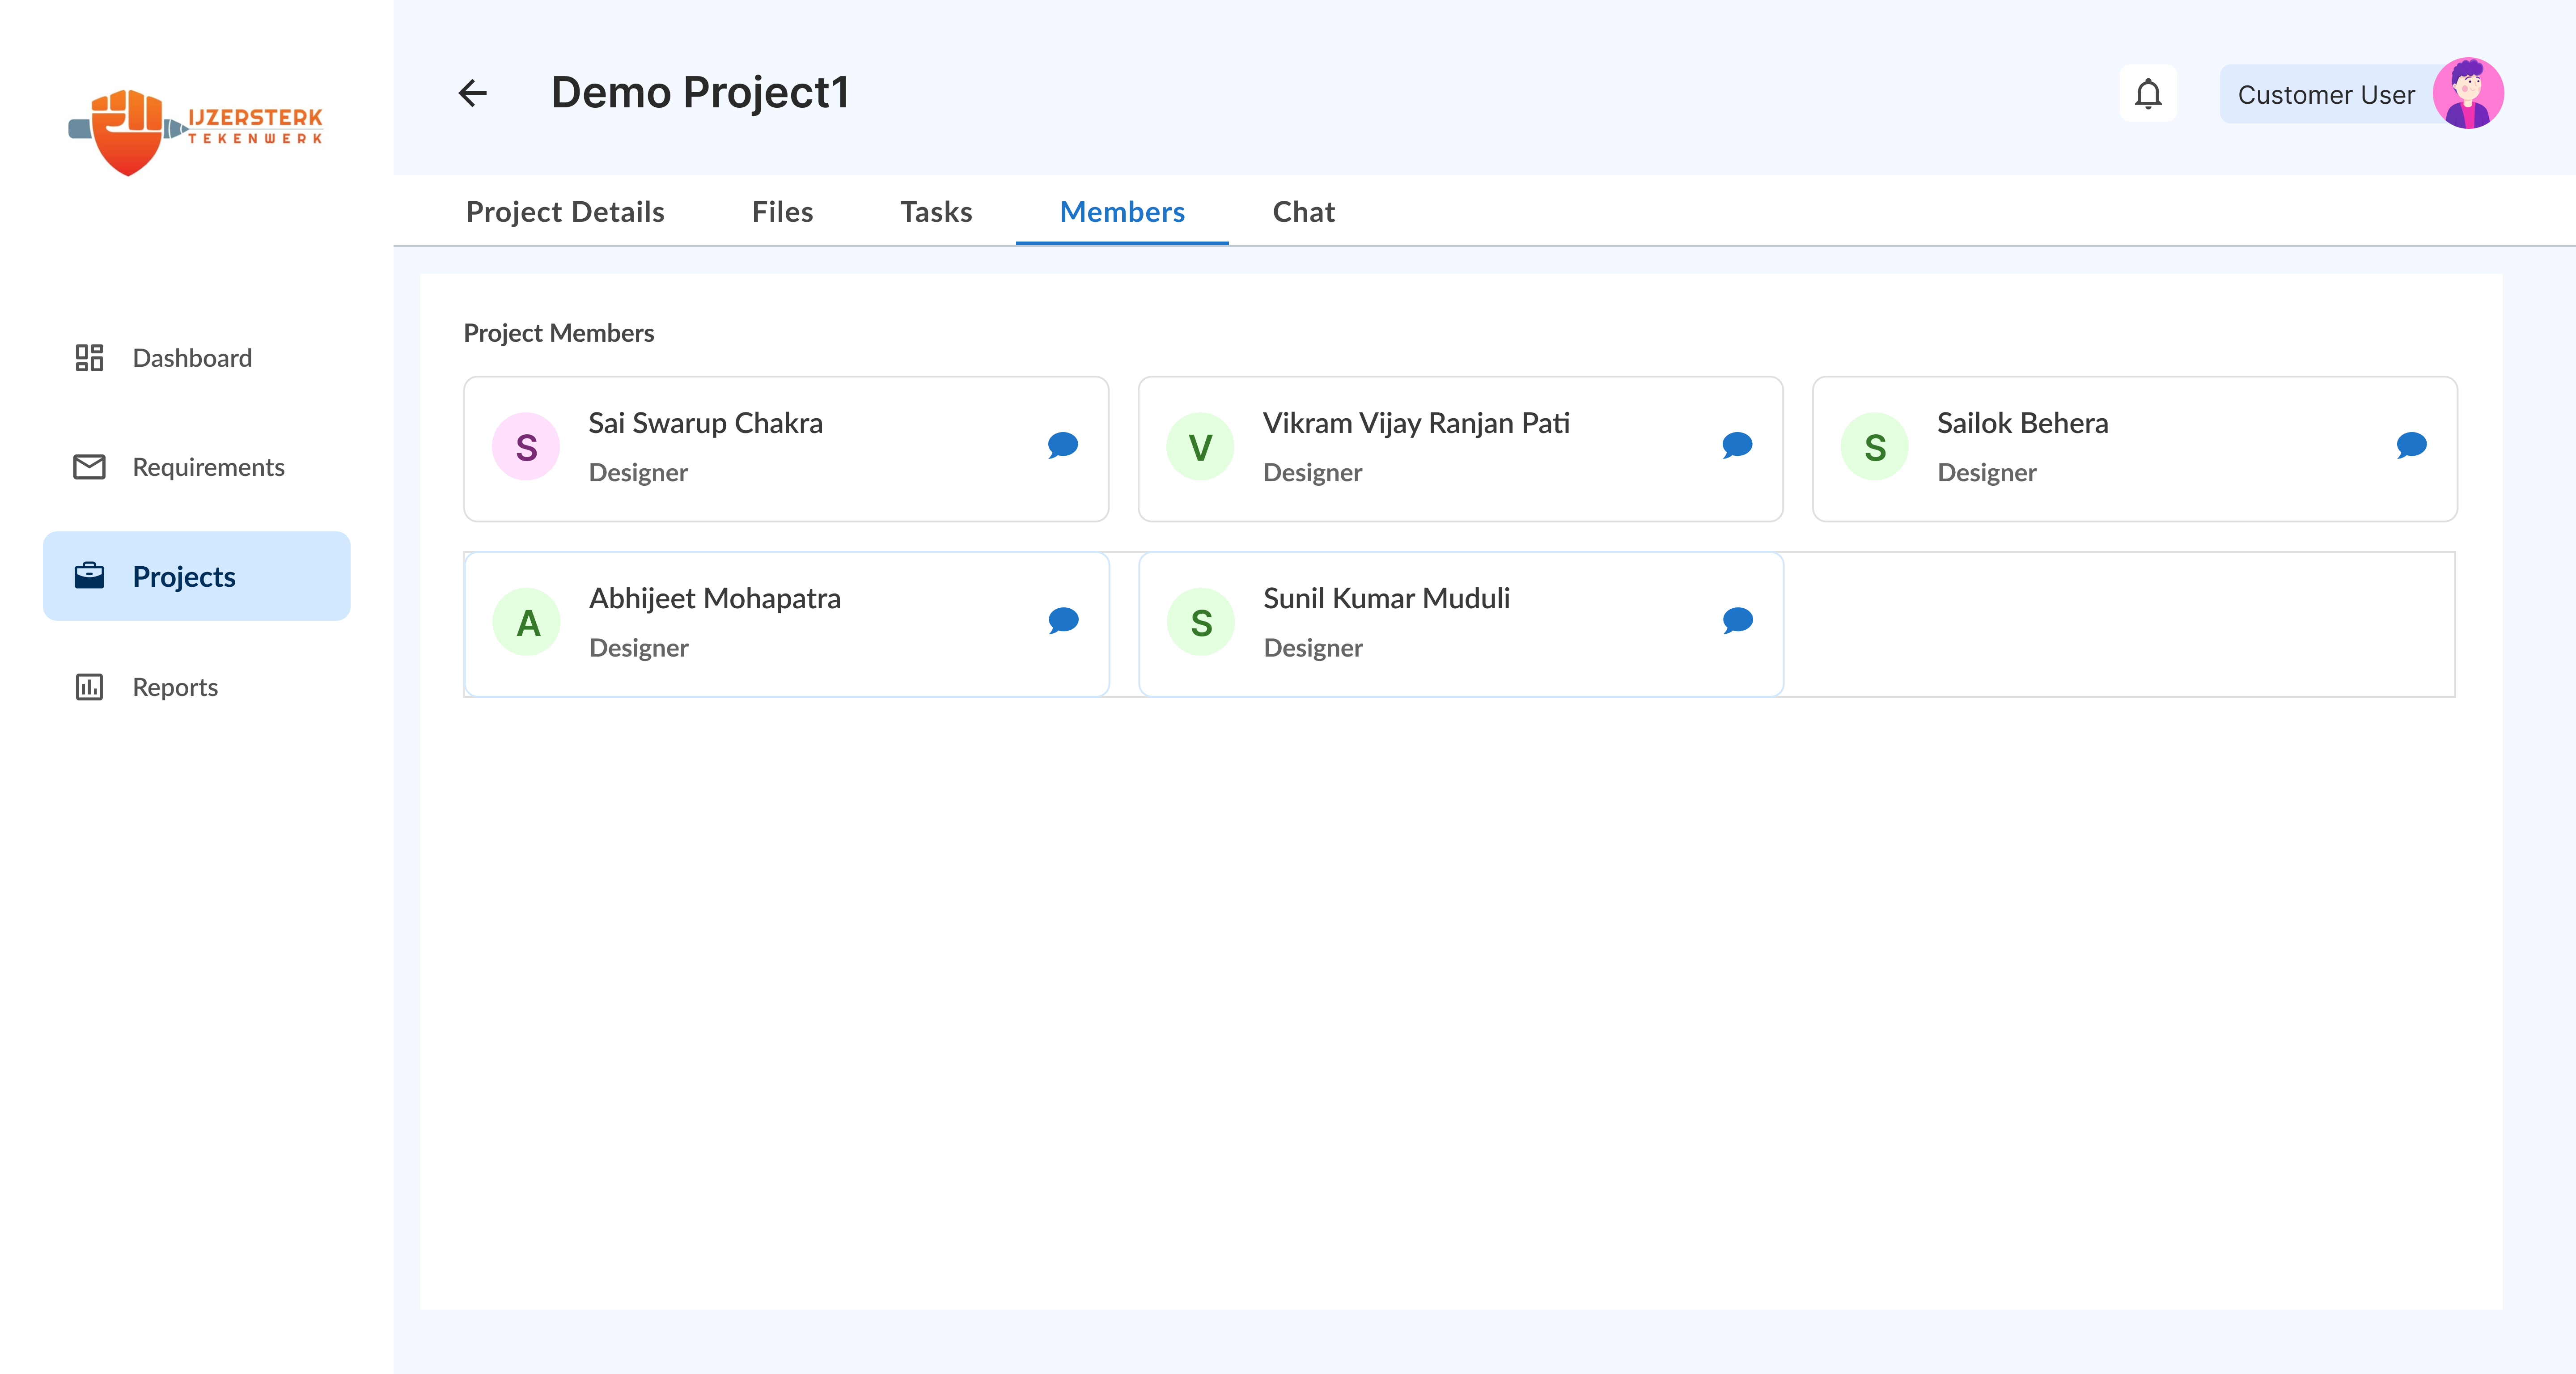 IJZERSTERK
TEKENWERK
Demo Project1
Customer User
Project Details
Files
Tasks
Members
Chat
Dashboard
Requirements
Projects
Reports
Project Members
S
Sai Swarup Chakra
Designer
V
Vikram Vijay Ranjan Pati
Designer
S
Sailok Behera
Designer
A
Abhijeet Mohapatra
Designer
S
Sunil Kumar Muduli
Designer